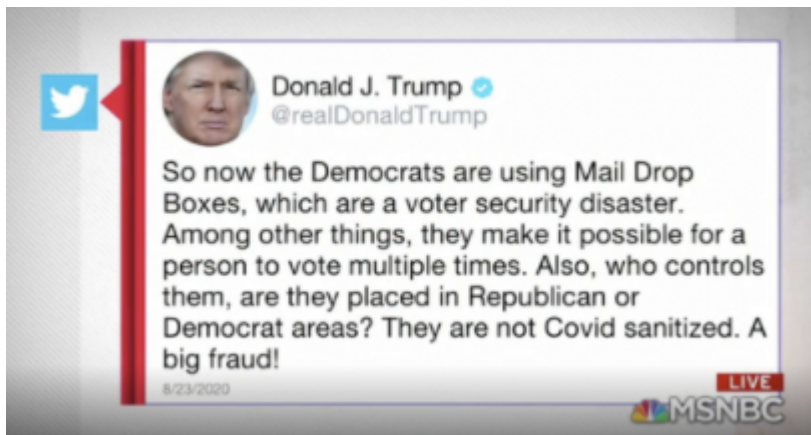 Donald J. Trump
@realDonaldTrump
So now the Democrats are using Mail Drop
Boxes, which are a voter security disaster.
Among other things, they make it possible for a
person to vote multiple times. Also, who controls
them, are they placed in Republican or
Democrat areas? They are not Covid sanitized. A
big fraud!
8/23/2020
LIVE
MSNBC